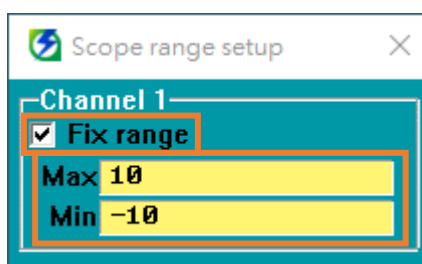 Scope range setup
Channel 1
Fix range
Max 10
Min -10